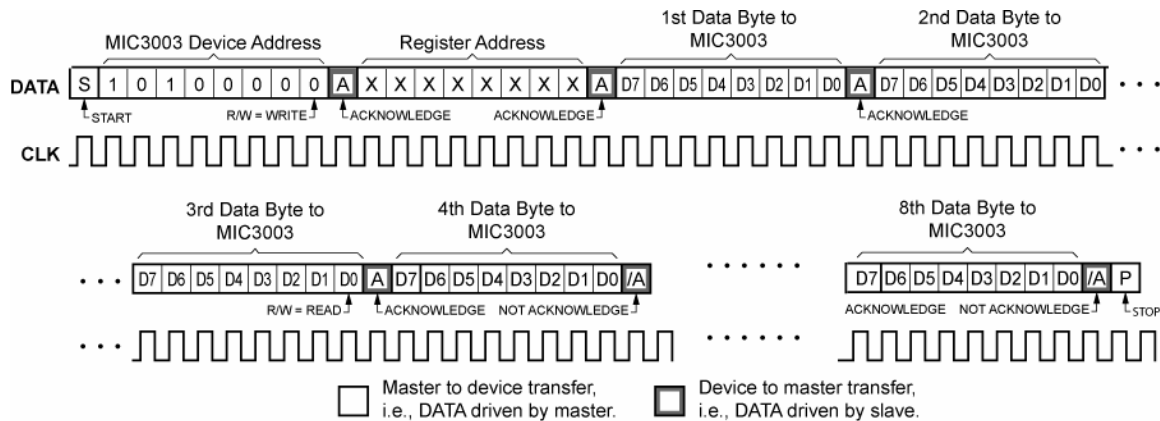 1st Data Byte to 2nd Data Byte to
MIC3003 Device Address Register Address MIC3003 MIC3003
DATA S 1 0 1 0 0 0 0 0 A X X X X X X X X A D7 D6 D5 D4 D3 D2 D1 D0 A D7 D6 D5 D4 D3 D2 D1 D0 • • •
START R/W = WRITE ACKNOWLEDGE ACKNOWLEDGE ACKNOWLEDGE
CLK • • •
3rd Data Byte to 4th Data Byte to 8th Data Byte to
MIC3003 MIC3003 MIC3003
• • • D7 D6 D5 D4 D3 D2 D1 D0 A D7 D6 D5 D4 D3 D2 D1 D0 /A • • • • • • D7 D6 D5 D4 D3 D2 D1 D0 /A P
R/W = READ ACKNOWLEDGE NOT ACKNOWLEDGE ACKNOWLEDGE NOT ACKNOWLEDGE STOP
• • • • • • • • •
Master to device transfer, Device to master transfer,
i.e., DATA driven by master. i.e., DATA driven by slave.